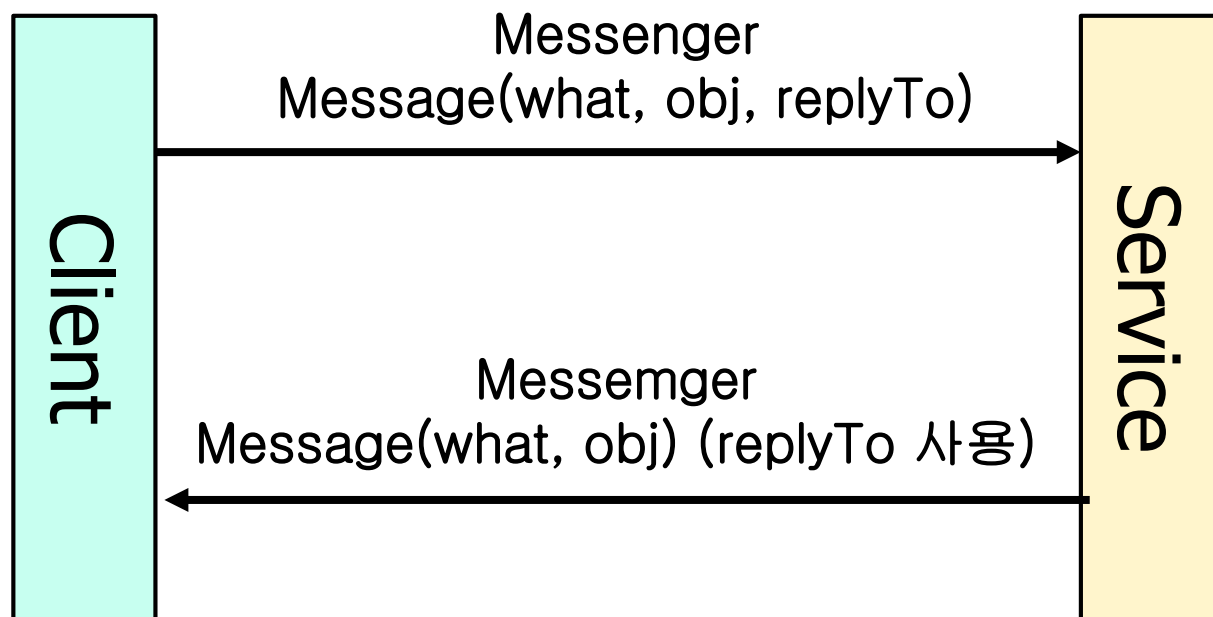 Messenger
Message(what, obj, replyTo)
Client
Service
Messemger
Message(what, obj) (replyTo 사용)